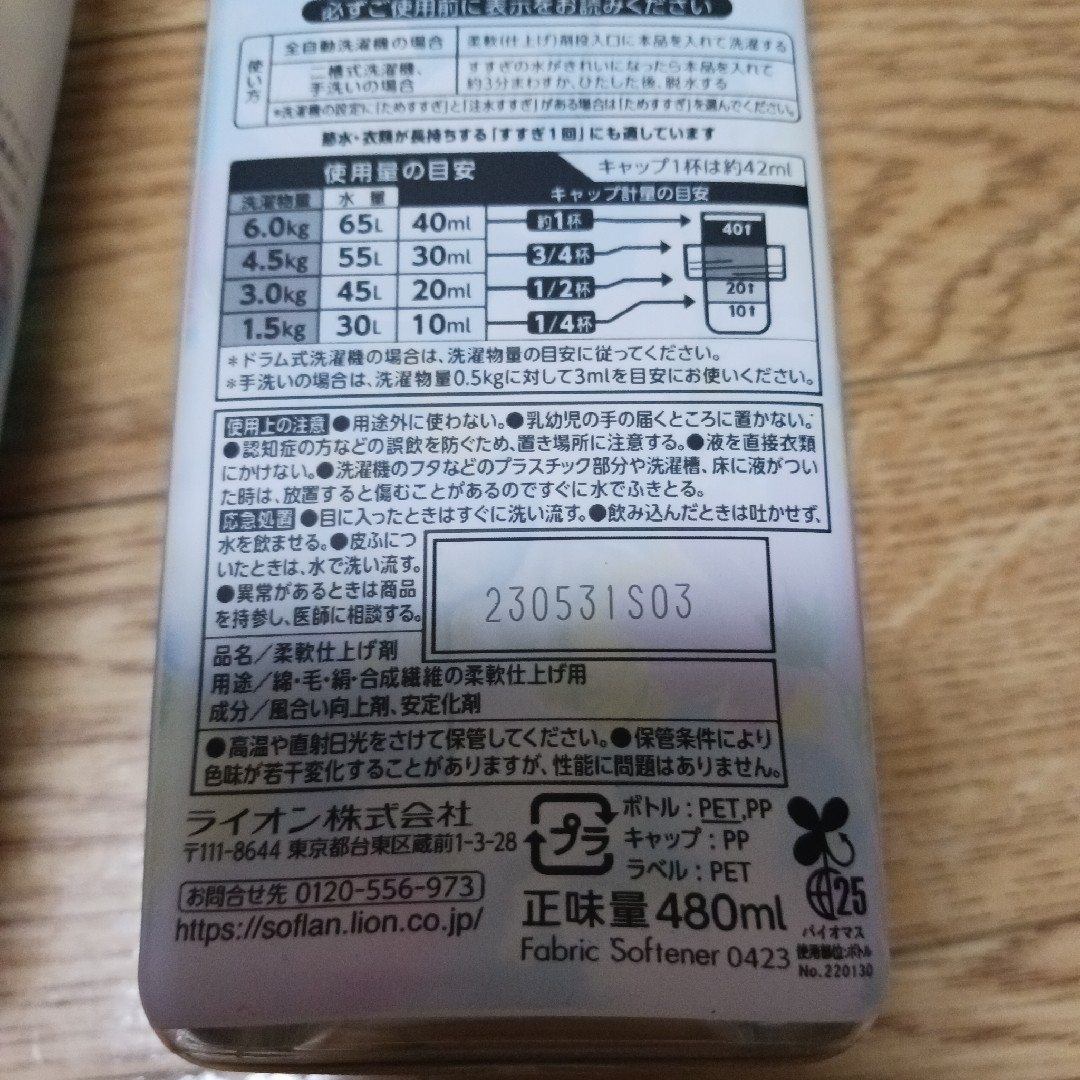 必ずご使用前に表示をお読みください
使い方
全自動洗濯機の場合 柔軟(仕上げ)剤投入口に本品を入れて洗濯する
二槽式洗濯機、手洗いの場合 すすぎの水がきれいになったら本品を入れて
約3分まわすか、ひたした後、脱水する
*洗濯機の設定に「ためすすぎ」と「注水すすぎ」がある場合は「ためすすぎ」を選んでください。
節水・衣類が長持ちする「すすぎ1回」にも適しています
使用量の目安 キャップ1杯は約42ml
洗濯物量 水量 キャップ計量の目安
6.0kg 65L 40ml 約1杯 40↑
4.5kg 55L 30ml 3/4杯
3.0kg 45L 20ml 1/2杯 20↑
1.5kg 30L 10ml 1/4杯 10↑
*ドラム式洗濯機の場合は、洗濯物量の目安に従ってください。
*手洗いの場合は、洗濯物量0.5kgに対して3mlを目安にお使いください。
使用上の注意 ●用途外に使わない。●乳幼児の手の届くところに置かない。
●認知症の方などの誤飲を防ぐため、置き場所に注意する。●液を直接衣類
にかけない。●洗濯機のフタなどのプラスチック部分や洗濯槽、床に液がつい
た時は、放置すると傷むことがあるのですぐに水でふきとる。
応急処置 ●目に入ったときはすぐに洗い流す。●飲み込んだときは吐かせず、
水を飲ませる。●皮ふにつ
いたときは、水で洗い流す。
●異常があるときは商品
を持参し、医師に相談する。
230531S03
品名/柔軟仕上げ剤
用途/綿・毛・絹・合成繊維の柔軟仕上げ用
成分/風合い向上剤、安定化剤
●高温や直射日光をさけて保管してください。●保管条件により
色味が若干変化することがありますが、性能に問題はありません。
ライオン株式会社
〒111-8644 東京都台東区蔵前1-3-28
お問合せ先 0120-556-973
https://soflan.lion.co.jp/
プラ
ボトル:PET,PP
キャップ:PP
ラベル:PET
正味量 480ml
Fabric Softener 0423
25
バイオマス
使用部位:ボトル
No.220130